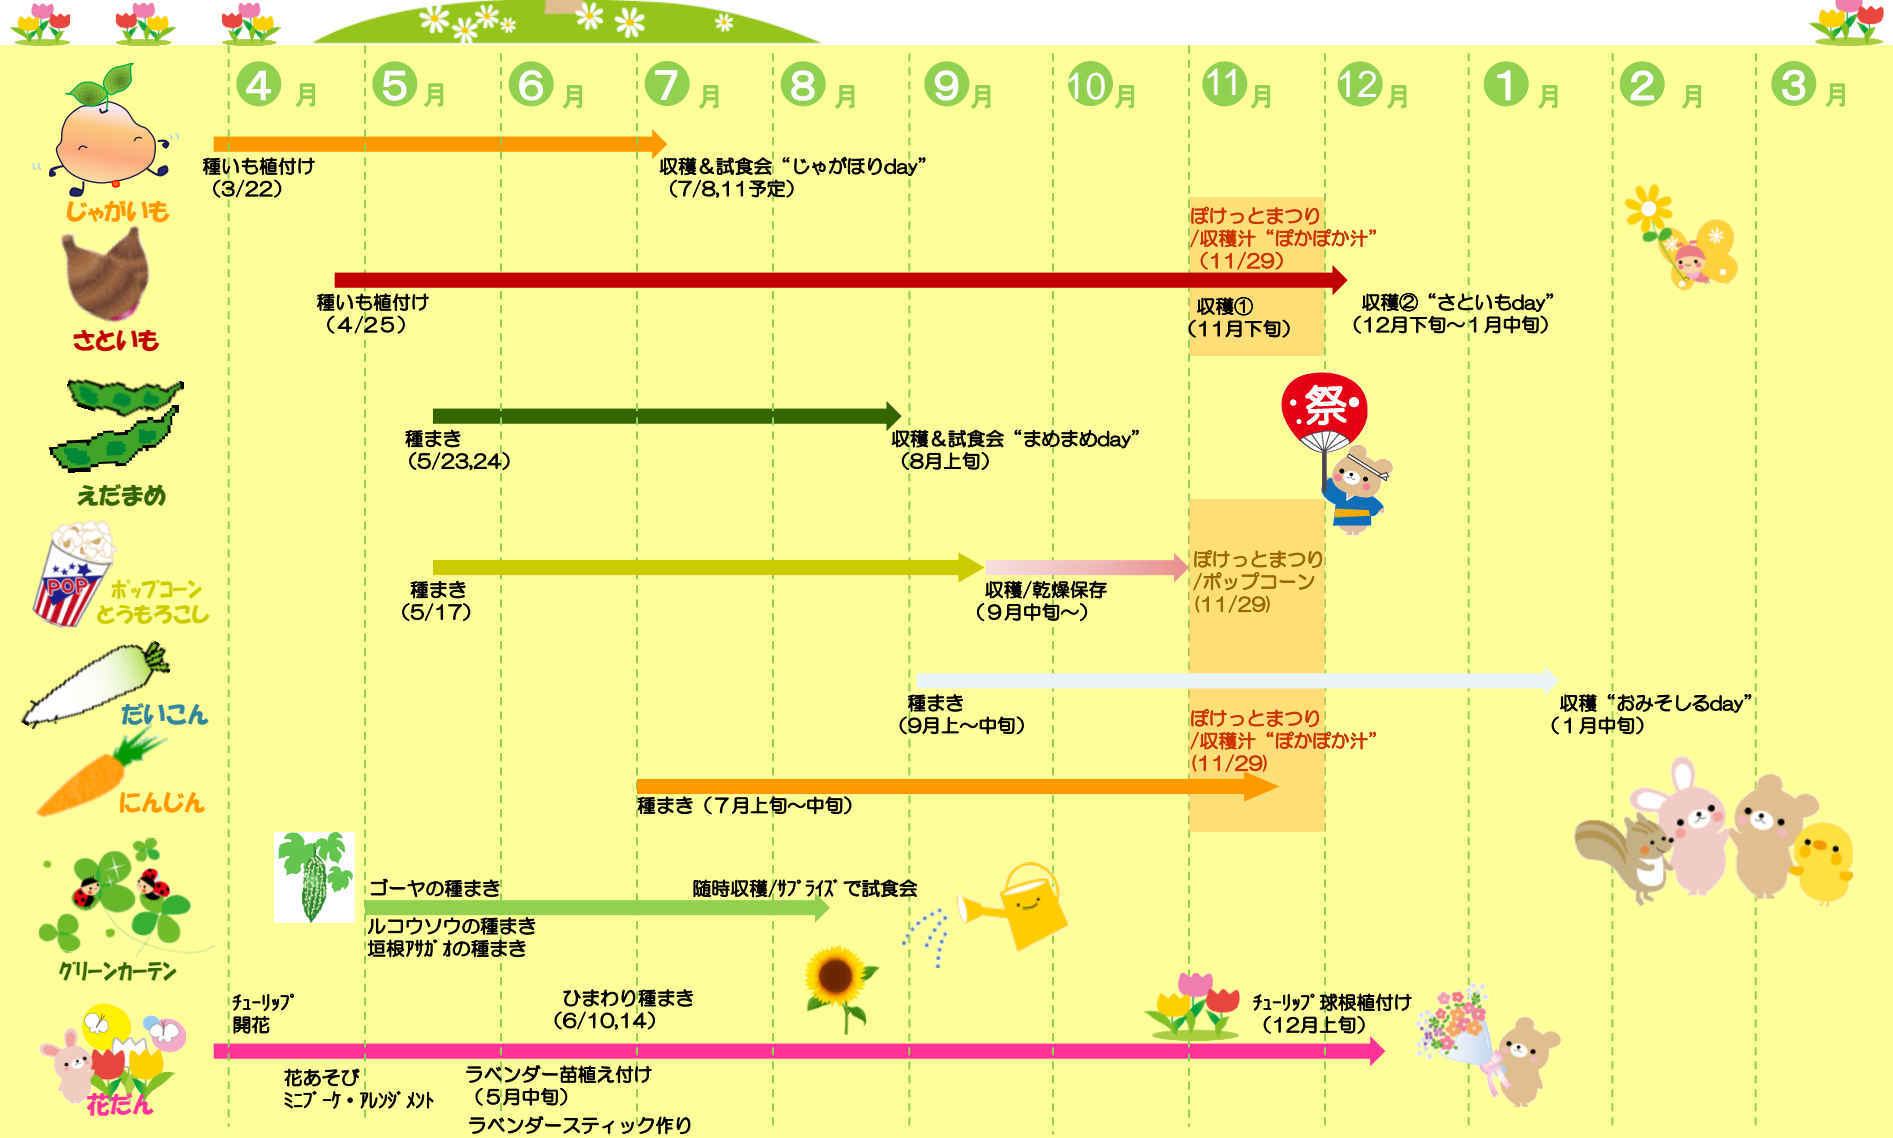 4月 5月 6月 7月 8月 9月 10月 11月 12月 1月 2月 3月
じゃがいも
種いも植付け
（3/22）
収穫＆試食会“じゃがほりday”
（7/8,11予定）
さといも
種いも植付け
（4/25）
ぽけっとまつり
/収穫汁“ぽかぽか汁”
（11/29）
収穫①
（11月下旬）
収穫②“さといもday”
（12月下旬～１月中旬）
えだまめ
種まき
（5/23,24）
収穫＆試食会“まめまめday”
（8月上旬）
祭
POP
ポップコーン
とうもろこし
種まき
（5/17）
収穫/乾燥保存
（９月中旬～）
ぽけっとまつり
/ポップコーン
(11/29)
だいこん
種まき
（9月上～中旬）
収穫“おみそしるday”
（１月中旬）
ぽけっとまつり
/収穫汁“ぽかぽか汁”
(11/29)
にんじん
種まき（７月上旬～中旬）
グリーンカーテン
ゴーヤの種まき
随時収穫/ｻﾌﾟﾗｲｽﾞで試食会
ルコウソウの種まき
垣根ｱｻｶﾞｵの種まき
花だん
ﾁｭｰﾘｯﾌﾟ
開花
ひまわり種まき
（6/10,14）
ﾁｭｰﾘｯﾌﾟ球根植付け
（12月上旬）
花あそび
ﾐﾆﾌﾞｰｹ・ｱﾚﾝｼﾞﾒﾝﾄ
ラベンダー苗植え付け
（５月中旬）
ラベンダースティック作り